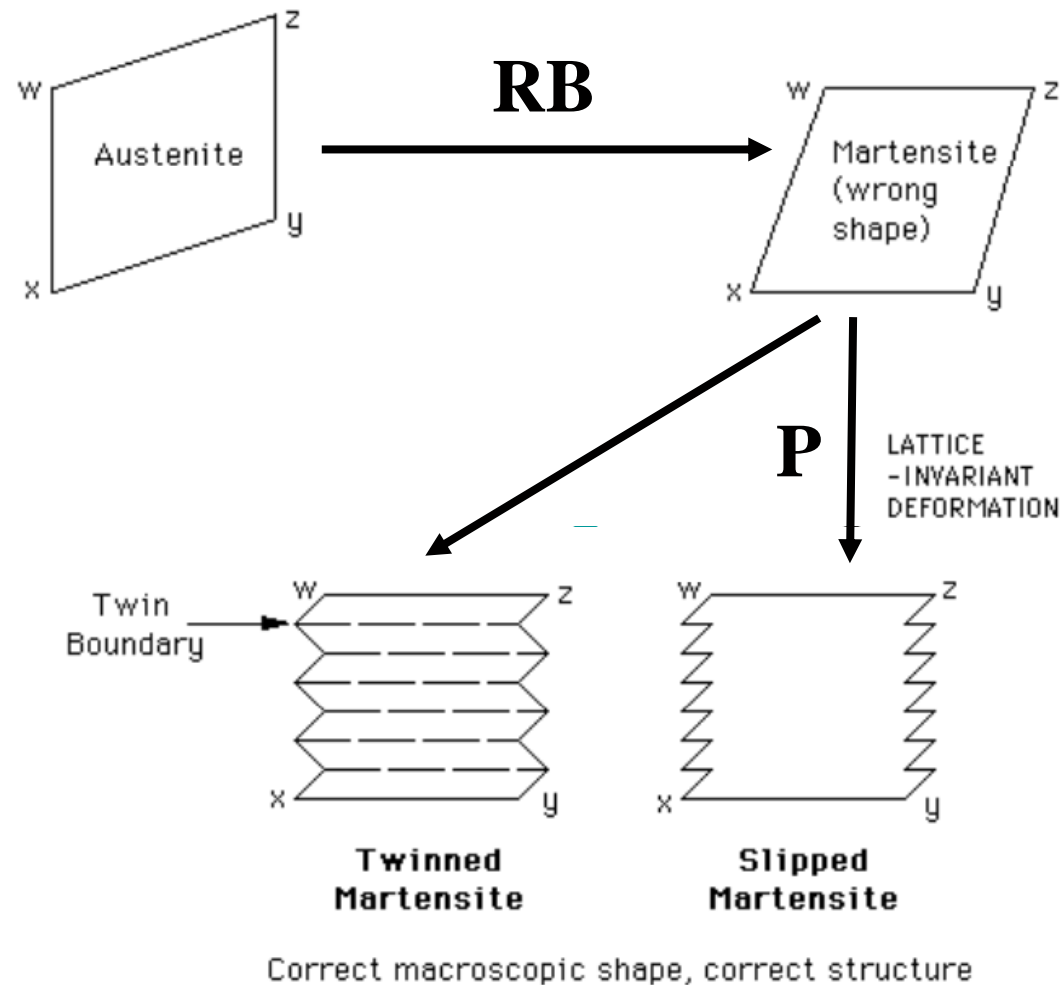 z
w
RB
w
z
Austenite
Martensite
(wrong
shape)
y
x
x
y
P
LATTICE
-INVARIANT
DEFORMATION
w
z
w
z
Twin
Boundary
x
y
x
y
Twinned
Martensite
Slipped
Martensite
Correct macroscopic shape, correct structure